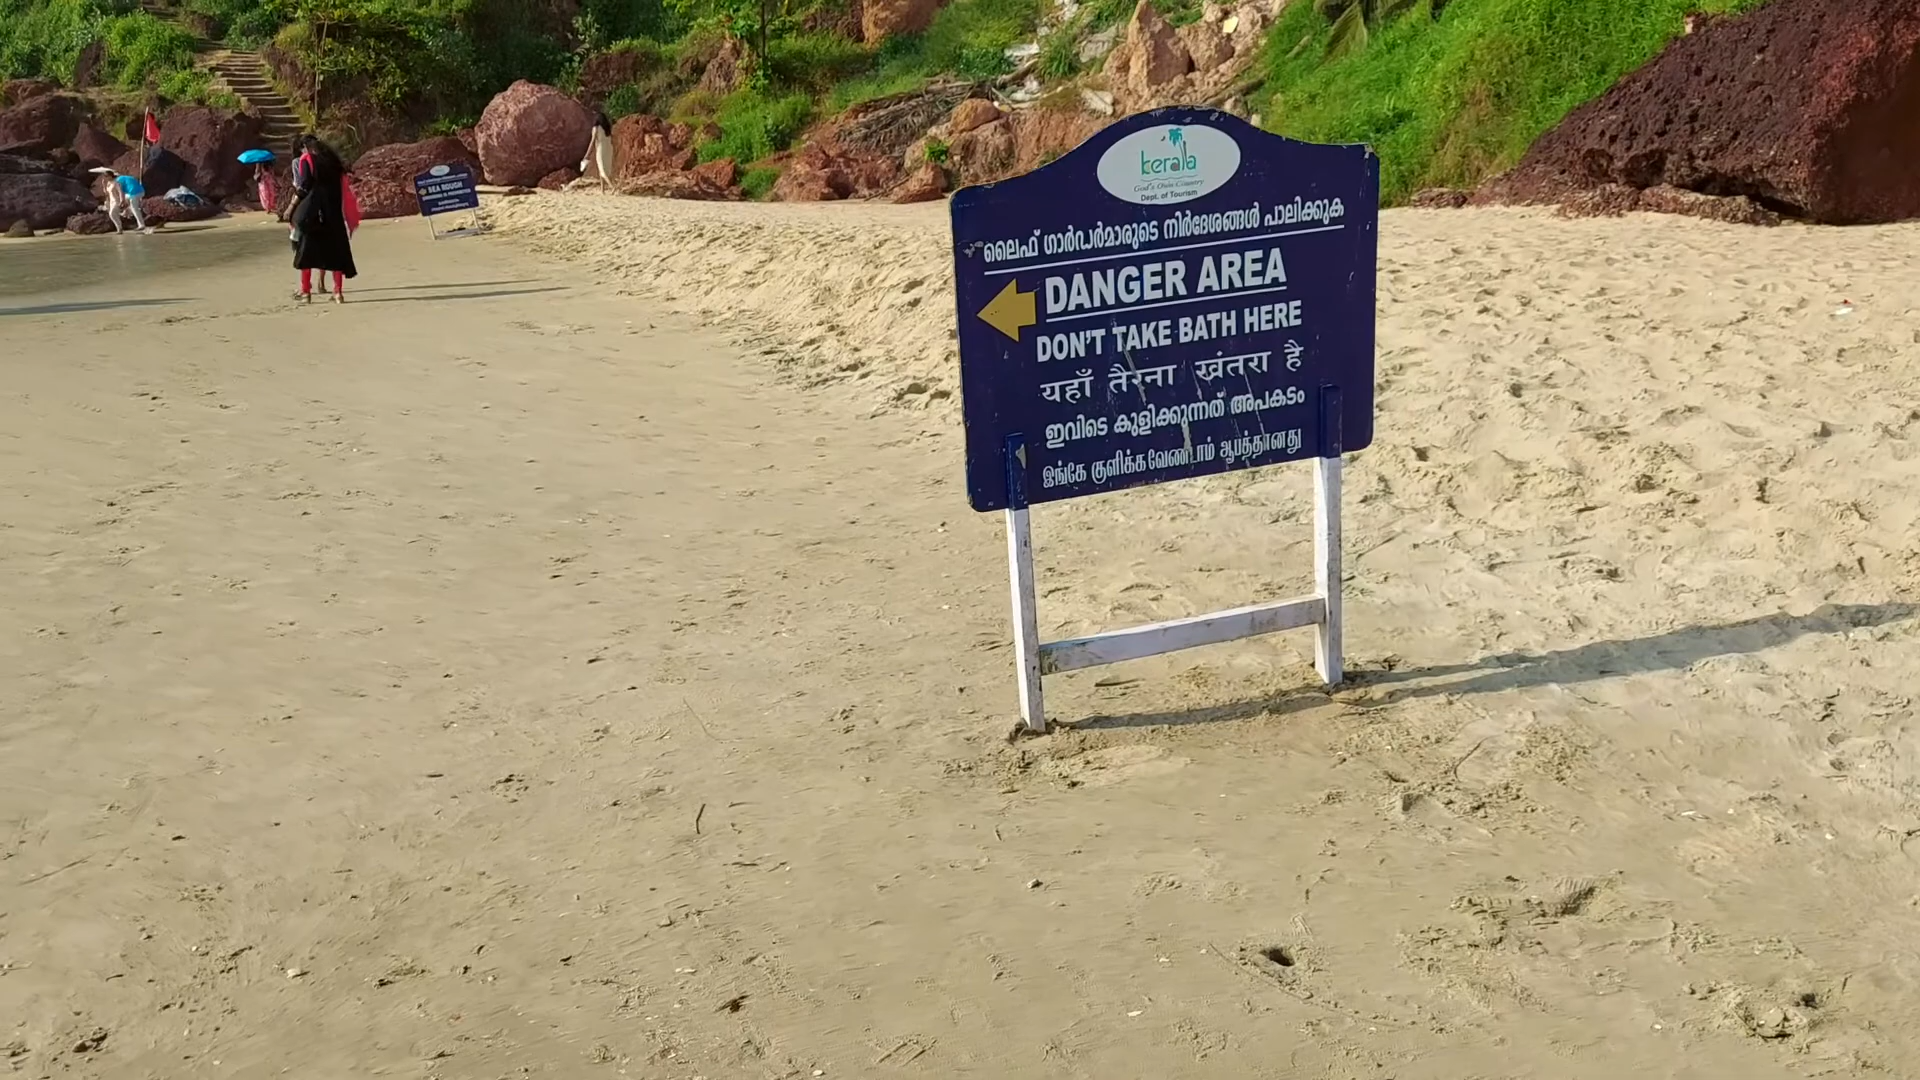 kerala
God's Own Country
Dept. of Tourism
ലൈഫ് ഗാർഡർമാരുടെ നിർദേശങ്ങൾ പാലിക്കുക
DANGER AREA
DON'T TAKE BATH HERE
यहाँ तैरना खंतरा है
ഇവിടെ കുളിക്കുന്നത് അപകടം
இங்கே குளிக்கவேண்டாம் ஆபத்தானது
SEA ROUGH